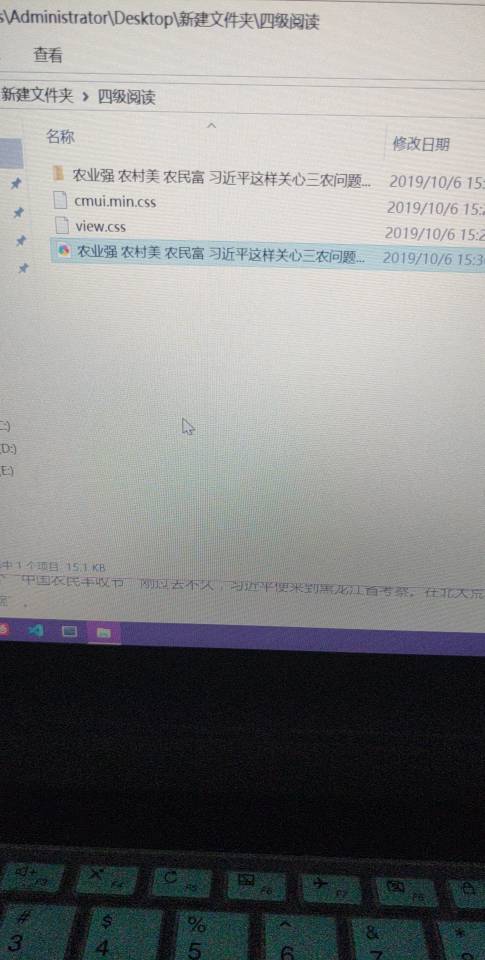 s\Administrator\Desktop\新建文件夹\四级阅读
查看
新建文件夹 › 四级阅读
名称 修改日期
农业强 农村美 农民富 习近平这样关心三农问题... 2019/10/6 15:
cmui.min.css 2019/10/6 15:2
view.css 2019/10/6 15:2
农业强 农村美 农民富 习近平这样关心三农问题... 2019/10/6 15:3
C:)
(D:)
(E:)
中 1 个项目 15.1 KB
中国农民丰收节 刚过去不久，习近平便来到黑龙江省考察。在北大荒
F3 F4 F5 F6 F7 F8
# $ % ^ & *
3 4 5 6 7